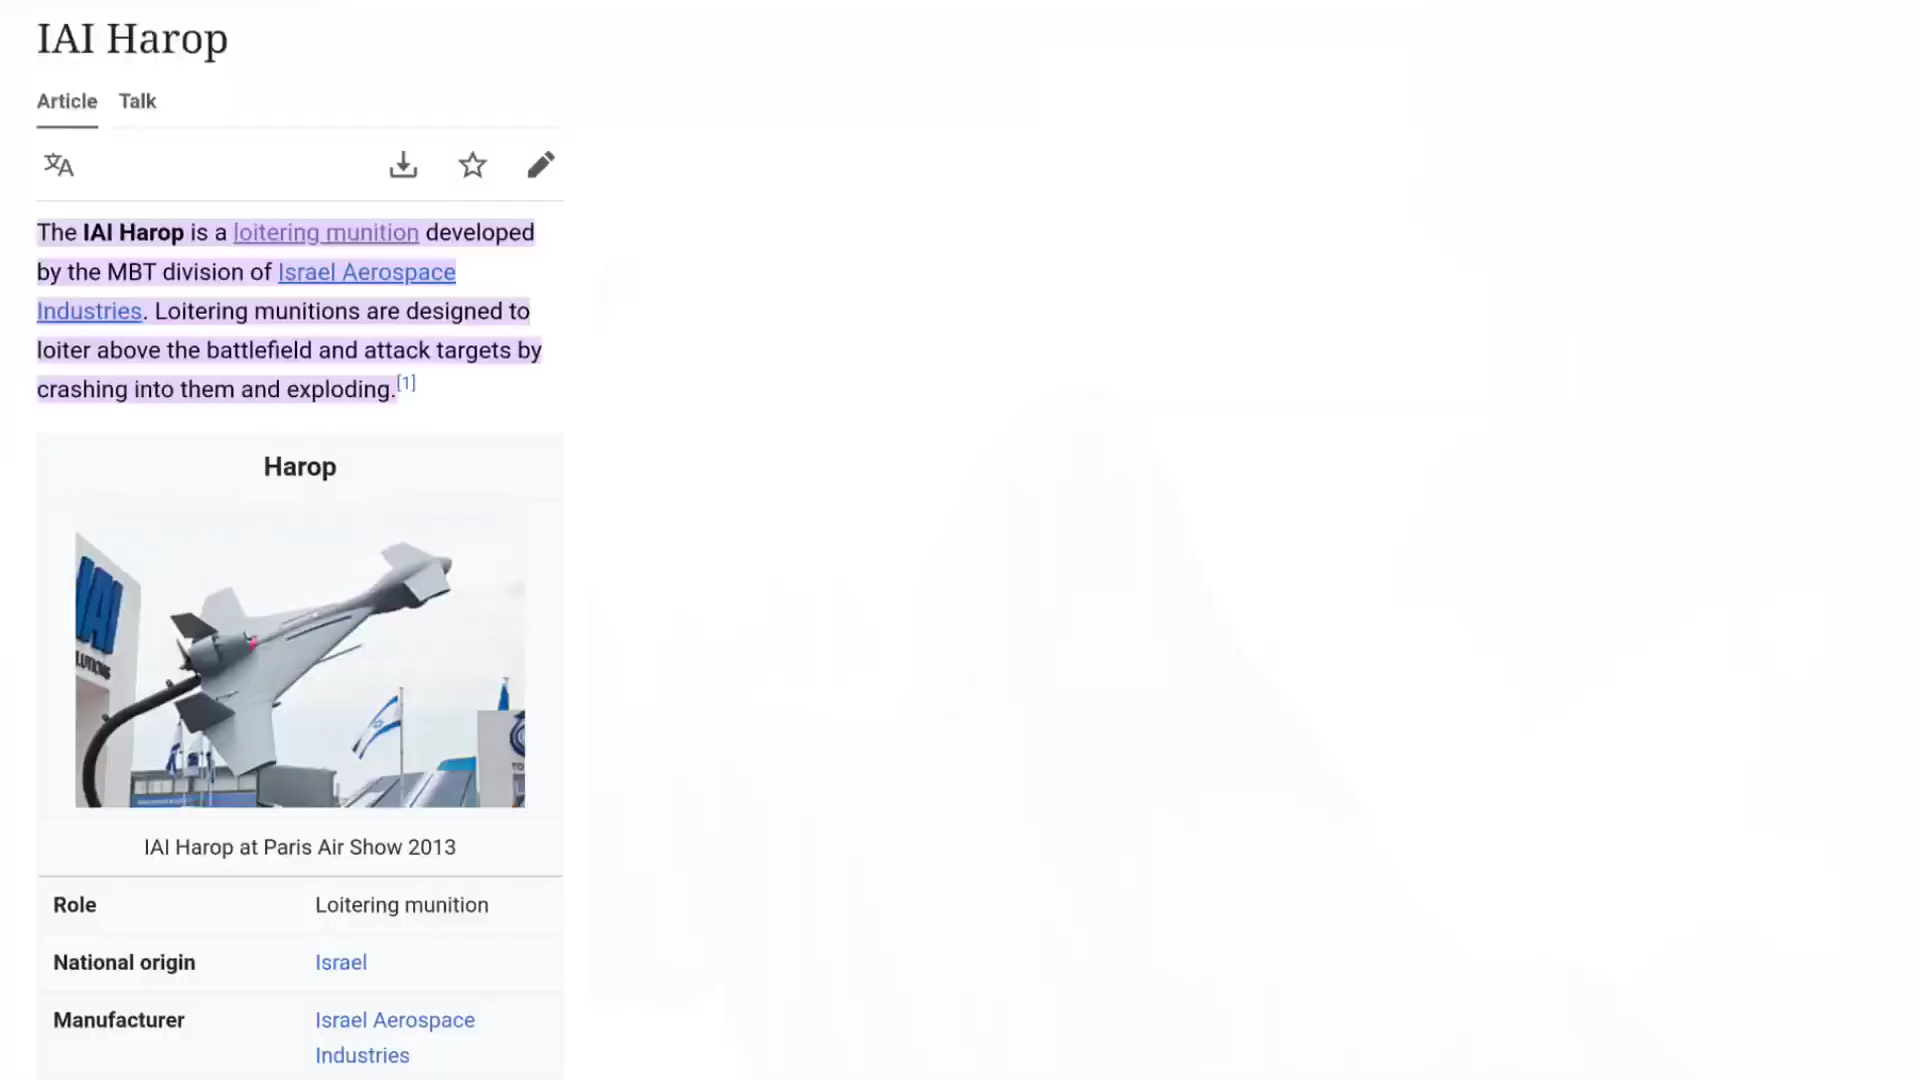 IAI Harop
Article Talk
The IAI Harop is a loitering munition developed
by the MBT division of Israel Aerospace
Industries. Loitering munitions are designed to
loiter above the battlefield and attack targets by
crashing into them and exploding.[1]
Harop
IAI
IAI Harop at Paris Air Show 2013
Role Loitering munition
National origin Israel
Manufacturer Israel Aerospace
Industries